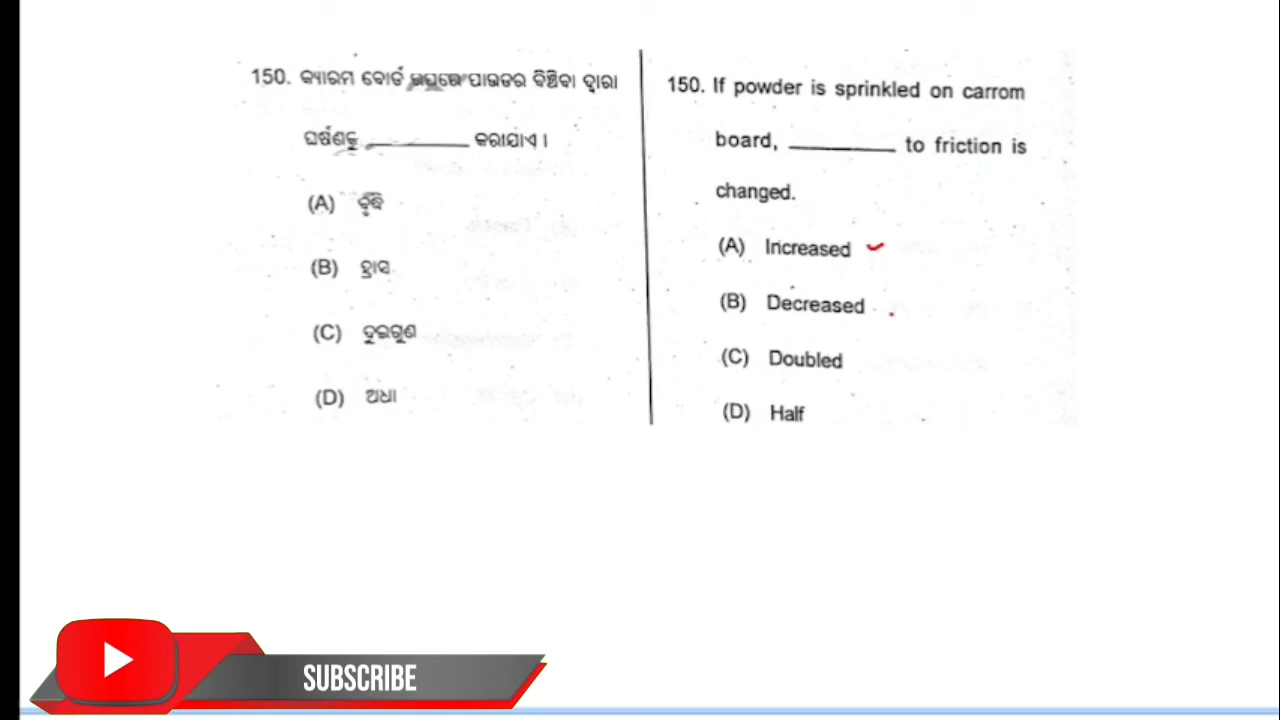 150. କ୍ୟାରମ ବୋର୍ଡ ଉପରେ ପାଉଡର ବିଞ୍ଚିବା ଦ୍ଵାରା
ଘର୍ଷଣକୁ ________ କରାଯାଏ ।
(A) ବୃଦ୍ଧି
(B) ହ୍ରାସ
(C) ଦୁଇଗୁଣ
(D) ଅଧା
150. If powder is sprinkled on carrom
board, ________ to friction is
changed.
(A) Increased
(B) Decreased
(C) Doubled
(D) Half
SUBSCRIBE